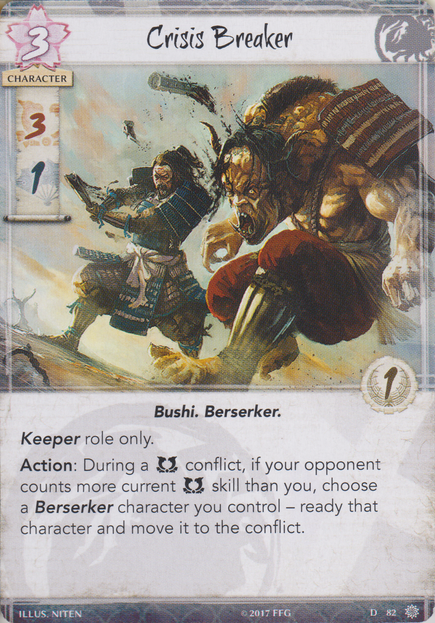 Crisis Breaker
3
CHARACTER
3
1
1
Bushi. Berserker.
Keeper role only.
Action: During a conflict, if your opponent
counts more current skill than you, choose
a Berserker character you control – ready that
character and move it to the conflict.
ILLUS. NITEN
© 2017 FFG
D 82